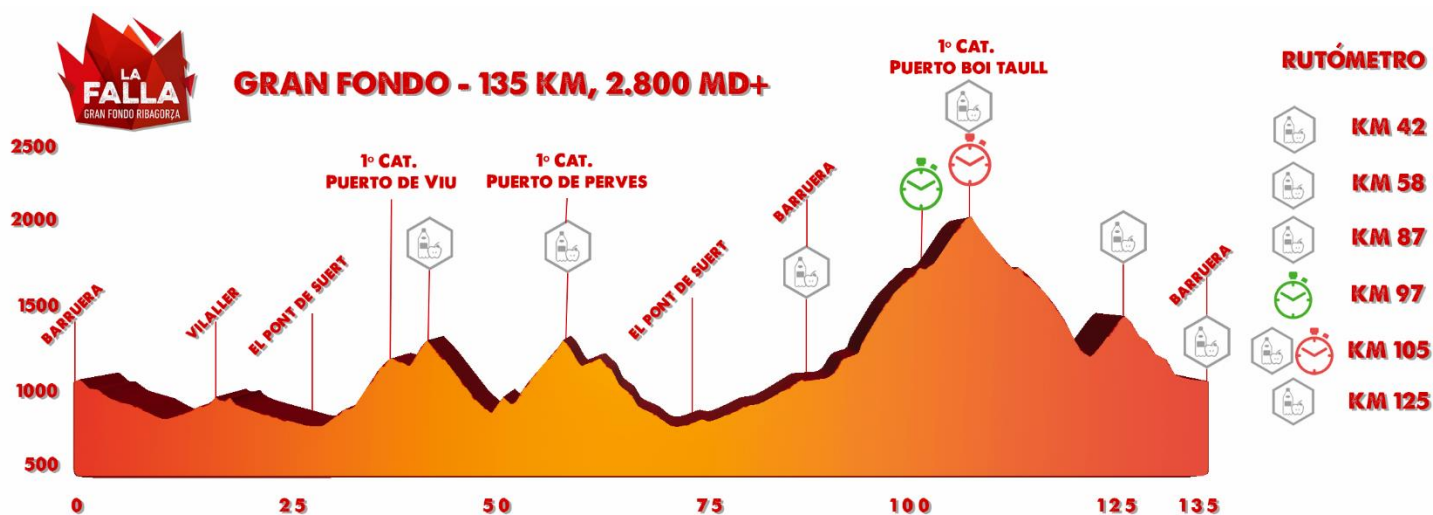 LA
FALLA
GRAN FONDO RIBAGORZA
GRAN FONDO - 135 KM, 2.800 MD+
1º CAT.
PUERTO BOI TAULL
RUTÓMETRO
KM 42
KM 58
KM 87
KM 97
KM 105
KM 125
1º CAT.
PUERTO DE VIU
1º CAT.
PUERTO DE PERVES
BARRUERA
VILALLER
EL PONT DE SUERT
EL PONT DE SUERT
BARRUERA
BARRUERA
2500
2000
1500
1000
500
0 25 50 75 100 125 135